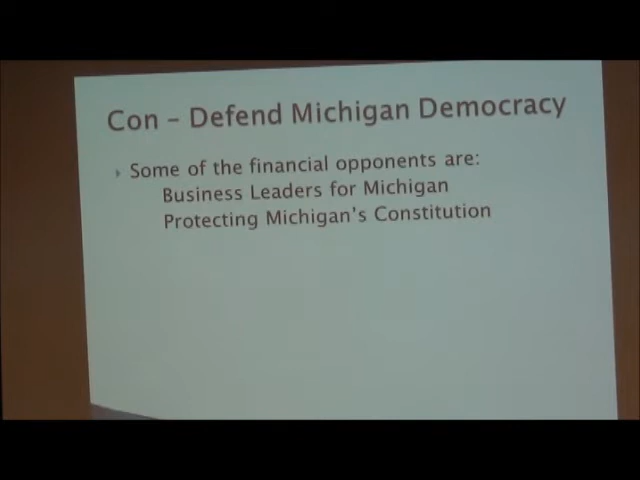 Con – Defend Michigan Democracy
Some of the financial opponents are:
Business Leaders for Michigan
Protecting Michigan's Constitution